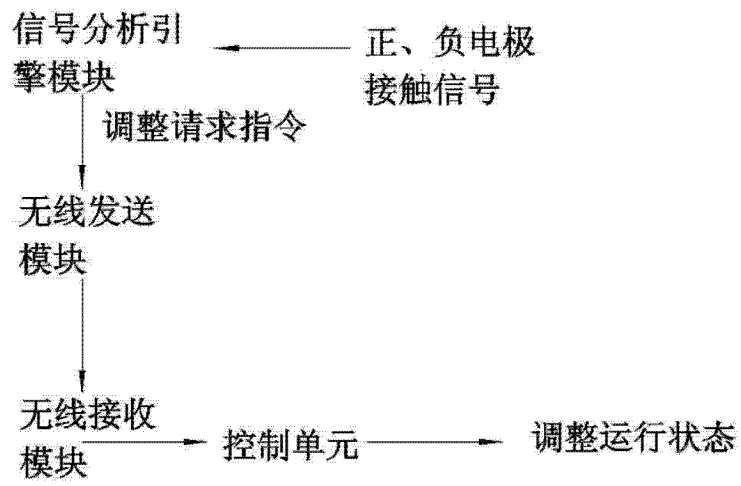 信号分析引
擎模块
正、负电极
接触信号
调整请求指令
无线发送
模块
无线接收
模块
控制单元
调整运行状态